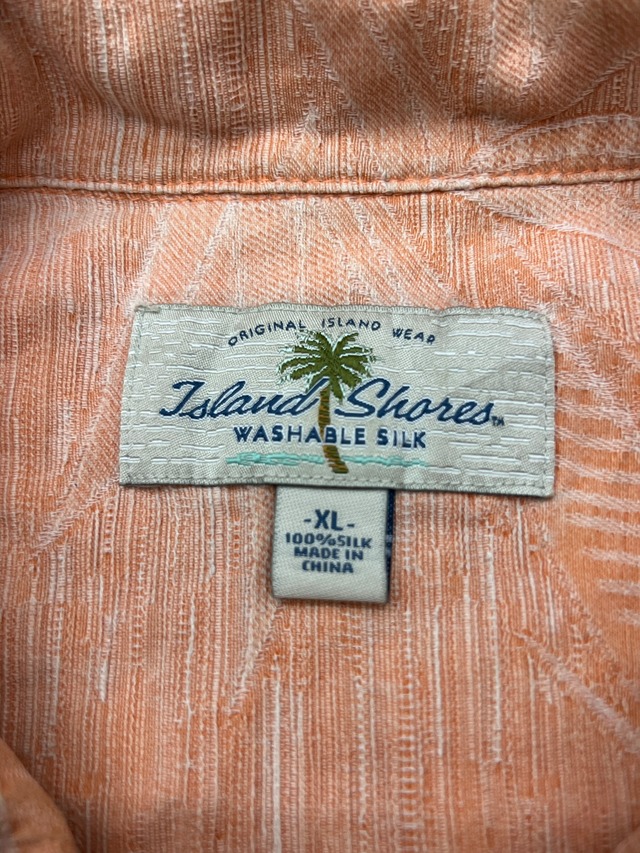 ORIGINAL ISLAND WEAR
Island Shores™
WASHABLE SILK
-XL-
100% SILK
MADE IN
CHINA